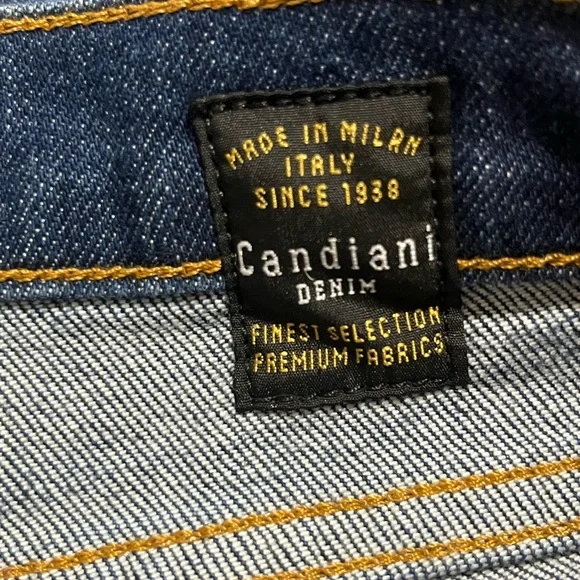 MADE IN MILAN
ITALY
SINCE 1938
Candiani
DENIM
FINEST SELECTION
PREMIUM FABRICS